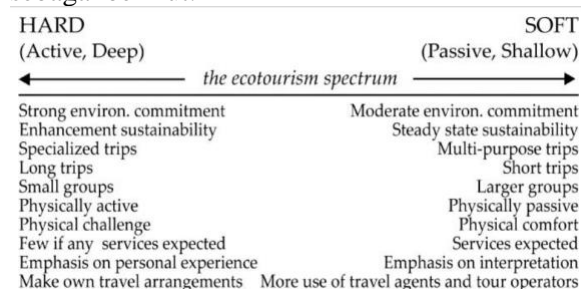 HARD SOFT
(Active, Deep) (Passive, Shallow)
the ecotourism spectrum
Strong environ. commitment Moderate environ. commitment
Enhancement sustainability Steady state sustainability
Specialized trips Multi-purpose trips
Long trips Short trips
Small groups Larger groups
Physically active Physically passive
Physical challenge Physical comfort
Few if any services expected Services expected
Emphasis on personal experience Emphasis on interpretation
Make own travel arrangements More use of travel agents and tour operators